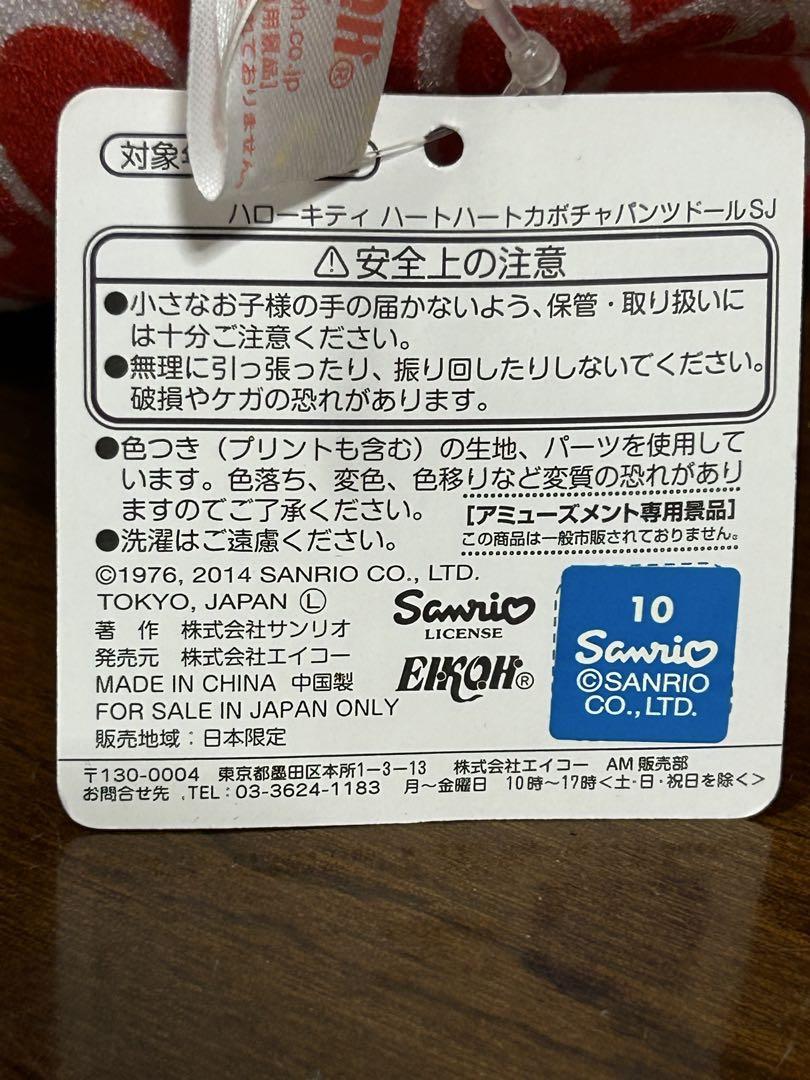 OH®
oh.co.jp
用景品］
れておりません。
対象
ハローキティ ハートハートカボチャパンツドールSJ
⚠安全上の注意
●小さなお子様の手の届かないよう、保管・取り扱いに
は十分ご注意ください。
●無理に引っ張ったり、振り回したりしないでください。
破損やケガの恐れがあります。
●色つき（プリントも含む）の生地、パーツを使用して
います。色落ち、変色、色移りなど変質の恐れがあり
ますのでご了承ください。
●洗濯はご遠慮ください。
［アミューズメント専用景品］
この商品は一般市販されておりません。
©1976, 2014 SANRIO CO., LTD.
TOKYO, JAPAN Ⓛ
著　作　株式会社サンリオ
発売元　株式会社エイコー
MADE IN CHINA 中国製
FOR SALE IN JAPAN ONLY
販売地域：日本限定
Sanrio
LICENSE
EIKOH®
10
Sanrio
©SANRIO
CO., LTD.
〒130-0004　東京都墨田区本所1-3-13　株式会社エイコー　AM販売部
お問合せ先 .TEL：03-3624-1183　月〜金曜日　10時〜17時<土・日・祝日を除く>